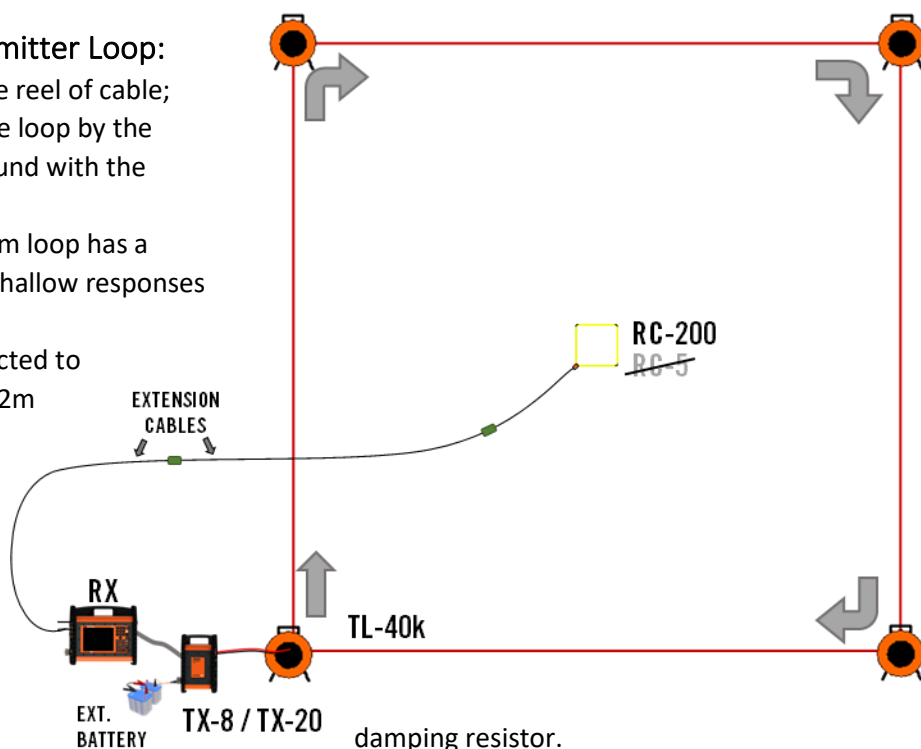 mitter Loop:
e reel of cable;
e loop by the
und with the
m loop has a
hallow responses
cted to
2m
EXTENSION
CABLES
RC-200
RC-5
RX
TL-40k
EXT.
BATTERY
TX-8 / TX-20
damping resistor.